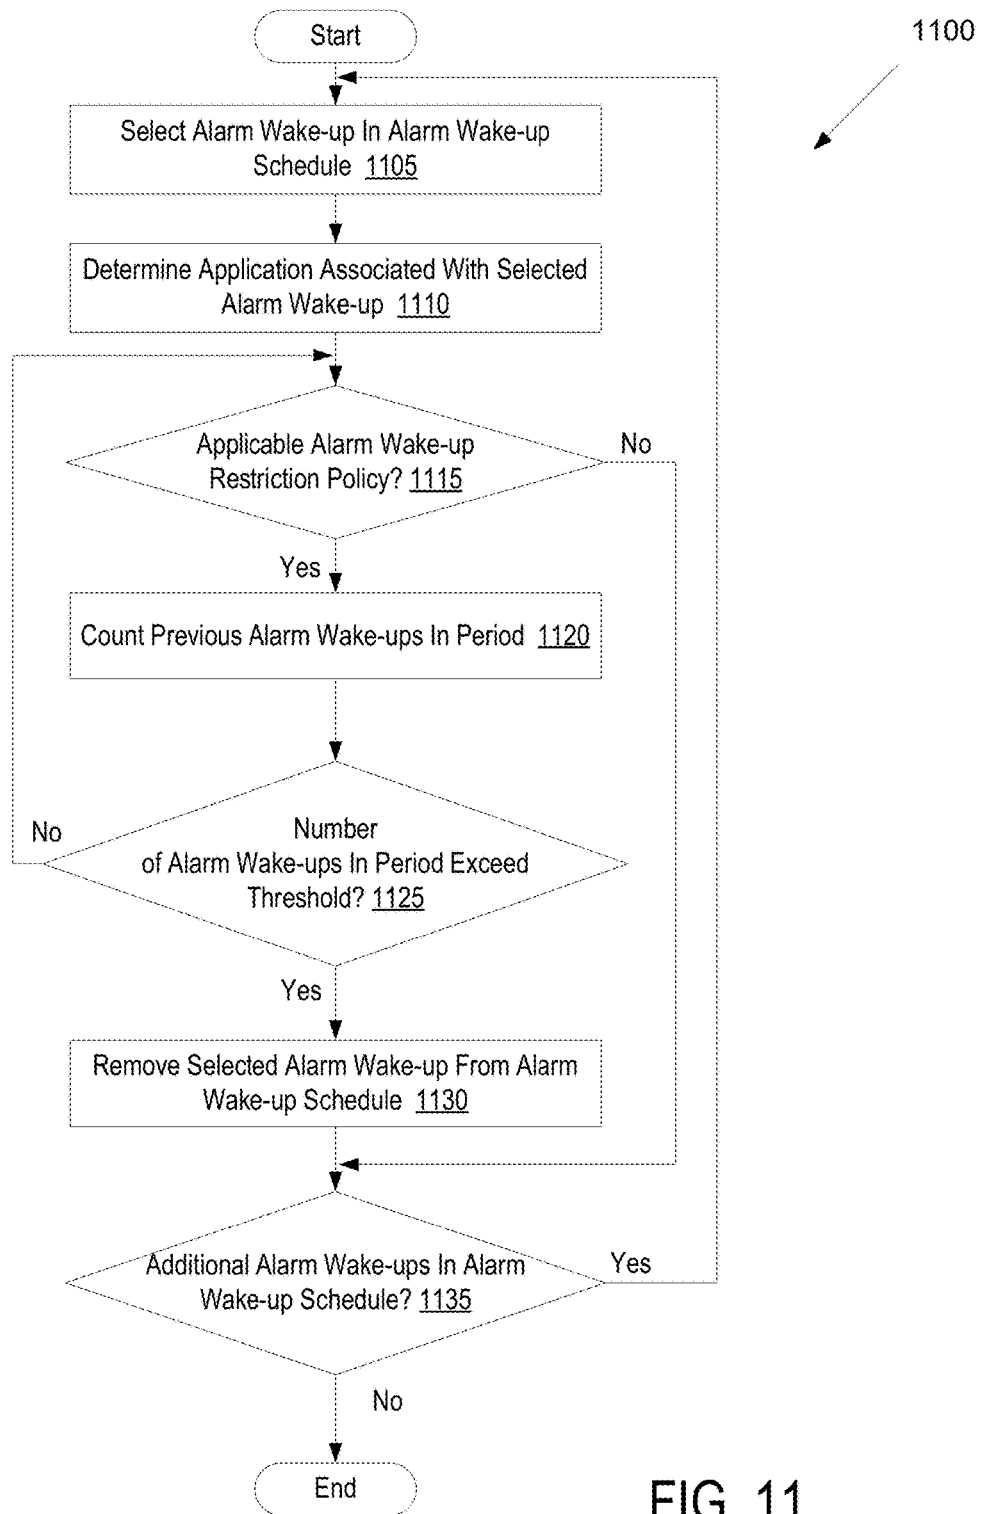 1100
Start
Select Alarm Wake-up In Alarm Wake-up
Schedule 1105
Determine Application Associated With Selected
Alarm Wake-up 1110
Applicable Alarm Wake-up
Restriction Policy? 1115
No
Yes
Count Previous Alarm Wake-ups In Period 1120
No
Number
of Alarm Wake-ups In Period Exceed
Threshold? 1125
Yes
Remove Selected Alarm Wake-up From Alarm
Wake-up Schedule 1130
Additional Alarm Wake-ups In Alarm
Wake-up Schedule? 1135
Yes
No
End
FIG. 11